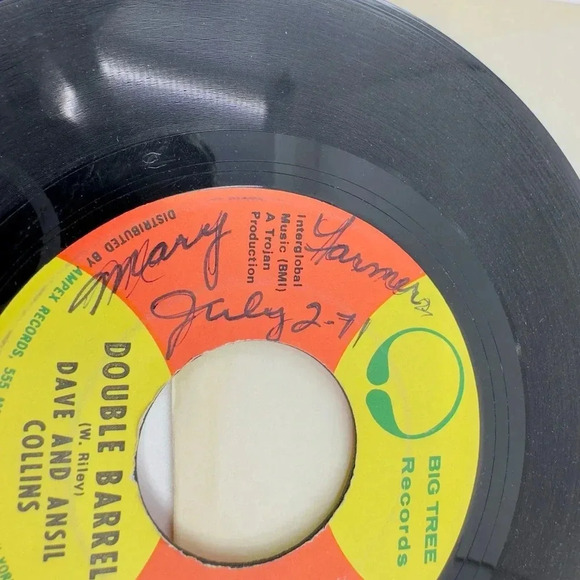 Mary Farmer
July 2-71
Interglobal
Music (BMI)
A Trojan
Production
BIG TREE
Records
DOUBLE BARREL
(W. Riley)
DAVE AND ANSIL
COLLINS
DISTRIBUTED BY AMPEX RECORDS, 555